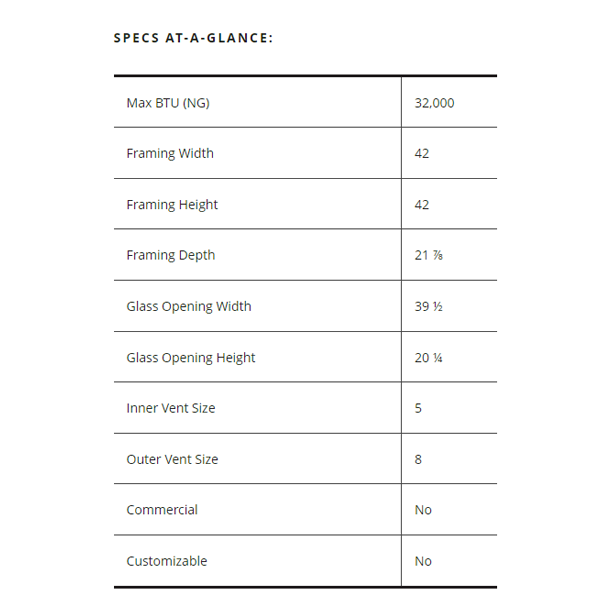 SPECS AT-A-GLANCE:
Max BTU (NG) 32,000
Framing Width 42
Framing Height 42
Framing Depth 21 ⅞
Glass Opening Width 39 ½
Glass Opening Height 20 ¼
Inner Vent Size 5
Outer Vent Size 8
Commercial No
Customizable No